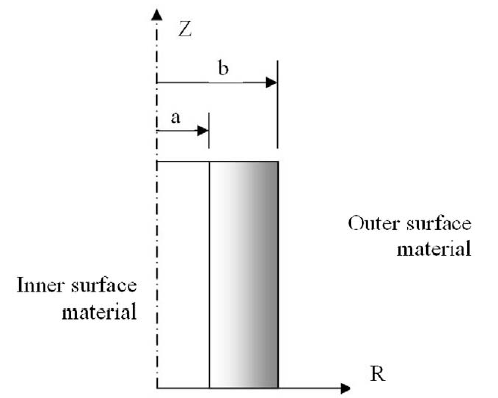 Z
b
a
Outer surface
material
Inner surface
material
R